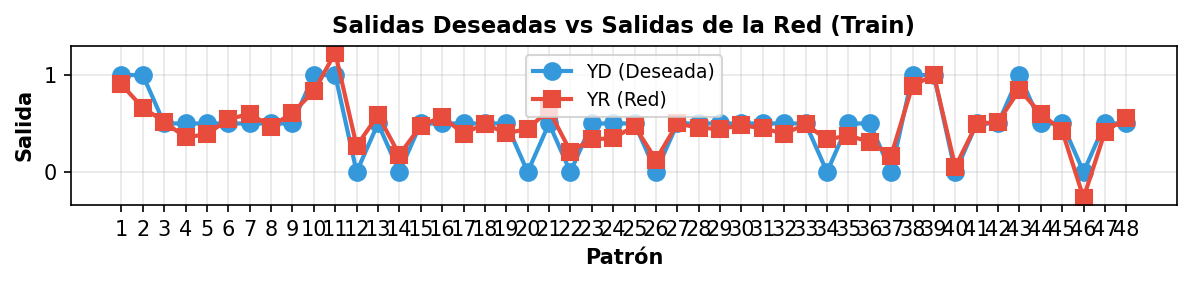 Salidas Deseadas vs Salidas de la Red (Train)
YD (Deseada)
YR (Red)
Salida
1
0
1 2 3 4 5 6 7 8 9 10 11 12 13 14 15 16 17 18 19 20 21 22 23 24 25 26 27 28 29 30 31 32 33 34 35 36 37 38 39 40 41 42 43 44 45 46 47 48
Patrón